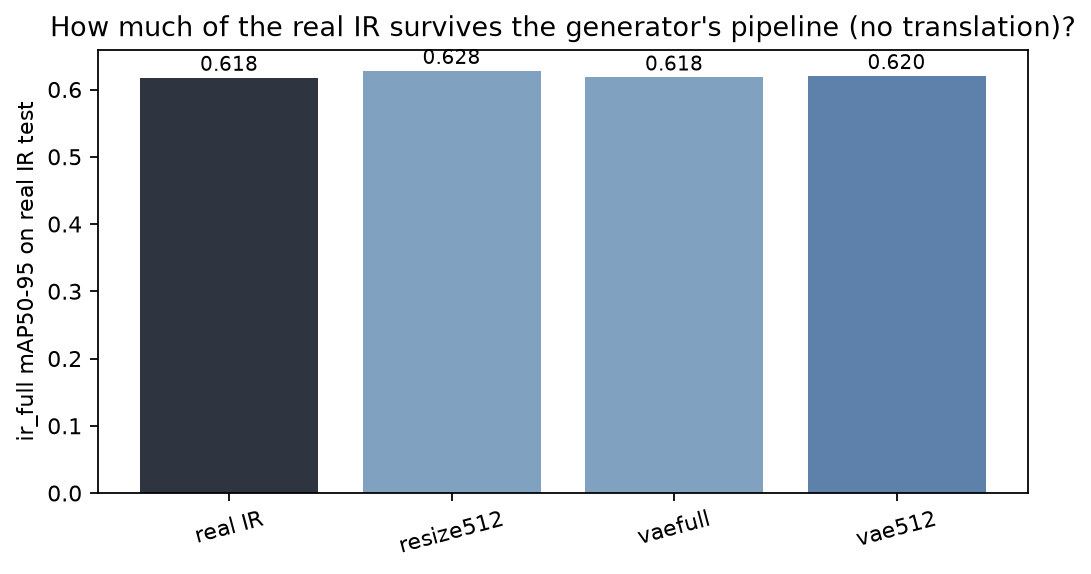 How much of the real IR survives the generator's pipeline (no translation)?
ir_full mAP50-95 on real IR test
0.6
0.5
0.4
0.3
0.2
0.1
0.0
0.618
0.628
0.618
0.620
real IR
resize512
vaefull
vae512